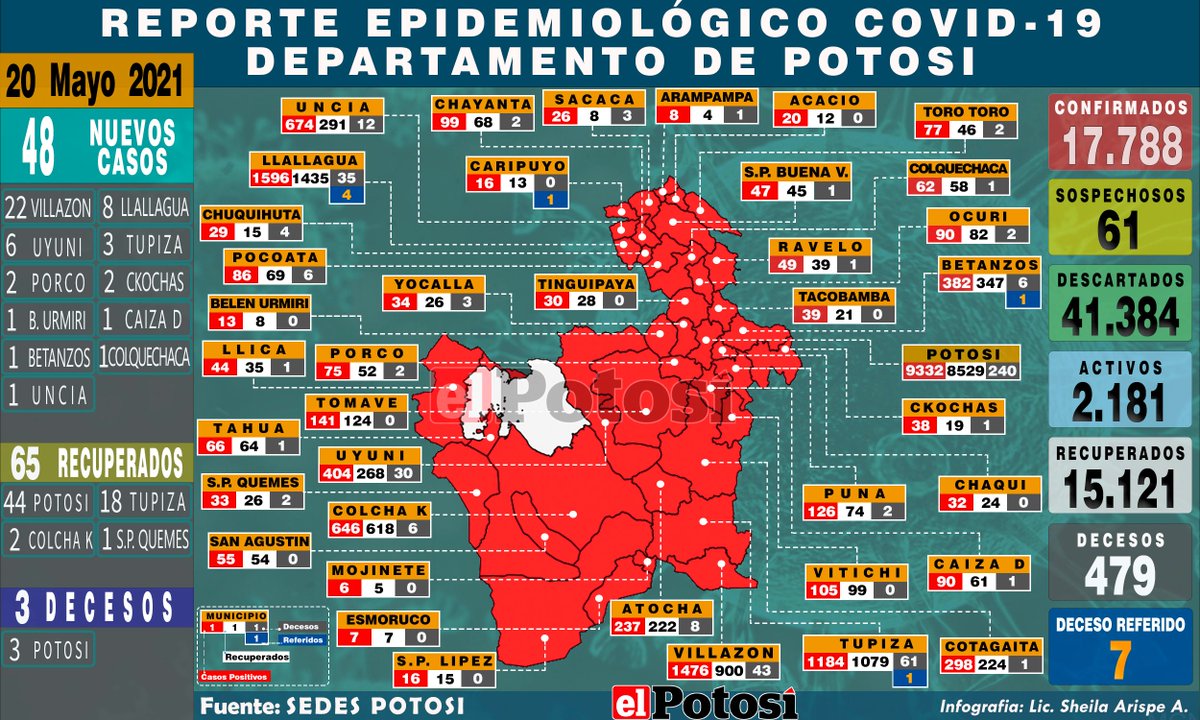 REPORTE EPIDEMIOLÓGICO COVID-19
DEPARTAMENTO DE POTOSI
20 Mayo 2021
48 NUEVOS CASOS
22 VILLAZON 8 LLALLAGUA
6 UYUNI 3 TUPIZA
2 PORCO 2 CKOCHAS
1 B. URMIRI 1 CAIZA D
1 BETANZOS 1 COLQUECHACA
1 UNCIA
65 RECUPERADOS
44 POTOSI 18 TUPIZA
2 COLCHA K 1 S.P. QUEMES
3 DECESOS
3 POTOSI
UNCIA
674 291 12
CHAYANTA
99 68 2
SACACA
26 8 3
ARAMPAMPA
8 4 1
ACACIO
20 12 0
TORO TORO
77 46 2
LLALLAGUA
1596 1435 35
4
CARIPUYO
16 13 0
1
S.P. BUENA V.
47 45 1
COLQUECHACA
62 58 1
CHUQUIHUTA
29 15 4
OCURI
90 82 2
POCOATA
86 69 6
RAVELO
49 39 1
BETANZOS
382 347 6
1
YOCALLA
34 26 3
TINGUIPAYA
30 28 0
TACOBAMBA
39 21 0
BELEN URMIRI
13 8 0
LLICA
44 35 1
PORCO
75 52 2
POTOSI
9332 8529 240
elPotosí
TOMAVE
141 124 0
CKOCHAS
38 19 1
TAHUA
66 64 1
UYUNI
404 268 30
S.P. QUEMES
33 26 2
PUNA
126 74 2
CHAQUI
32 24 0
COLCHA K
646 618 6
SAN AGUSTIN
55 54 0
MOJINETE
6 5 0
VITICHI
105 99 0
CAIZA D
90 61 1
ESMORUCO
7 7 0
ATOCHA
237 222 8
S.P. LIPEZ
16 15 0
VILLAZON
1476 900 43
TUPIZA
1184 1079 61
1
COTAGAITA
298 224 1
MUNICIPIO
1 1 1 Decesos
1 Referidos
Recuperados
Casos Positivos
CONFIRMADOS
17.788
SOSPECHOSOS
61
DESCARTADOS
41.384
ACTIVOS
2.181
RECUPERADOS
15.121
DECESOS
479
DECESO REFERIDO
7
Fuente: SEDES POTOSI
elPotosí
Infografia: Lic. Sheila Arispe A.